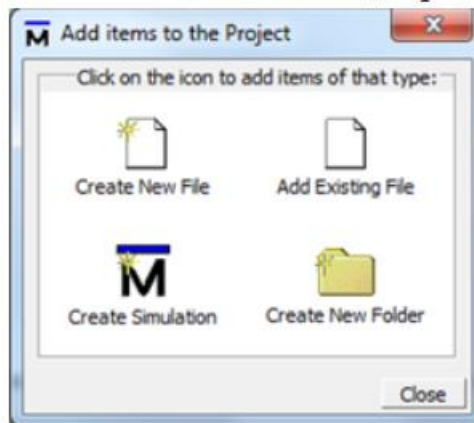 M Add items to the Project
Click on the icon to add items of that type:
Create New File Add Existing File
M
Create Simulation Create New Folder
Close